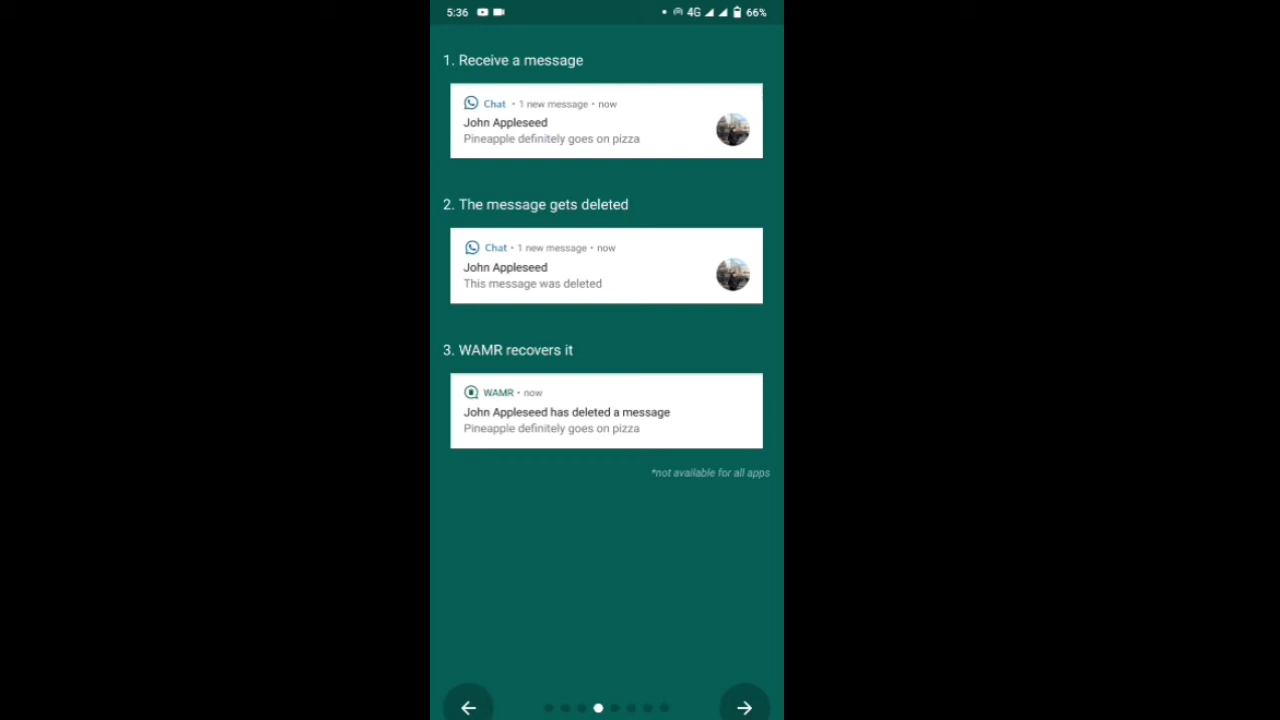 5:36 4G 66%
1. Receive a message
Chat • 1 new message • now
John Appleseed
Pineapple definitely goes on pizza
2. The message gets deleted
Chat • 1 new message • now
John Appleseed
This message was deleted
3. WAMR recovers it
WAMR • now
John Appleseed has deleted a message
Pineapple definitely goes on pizza
*not available for all apps